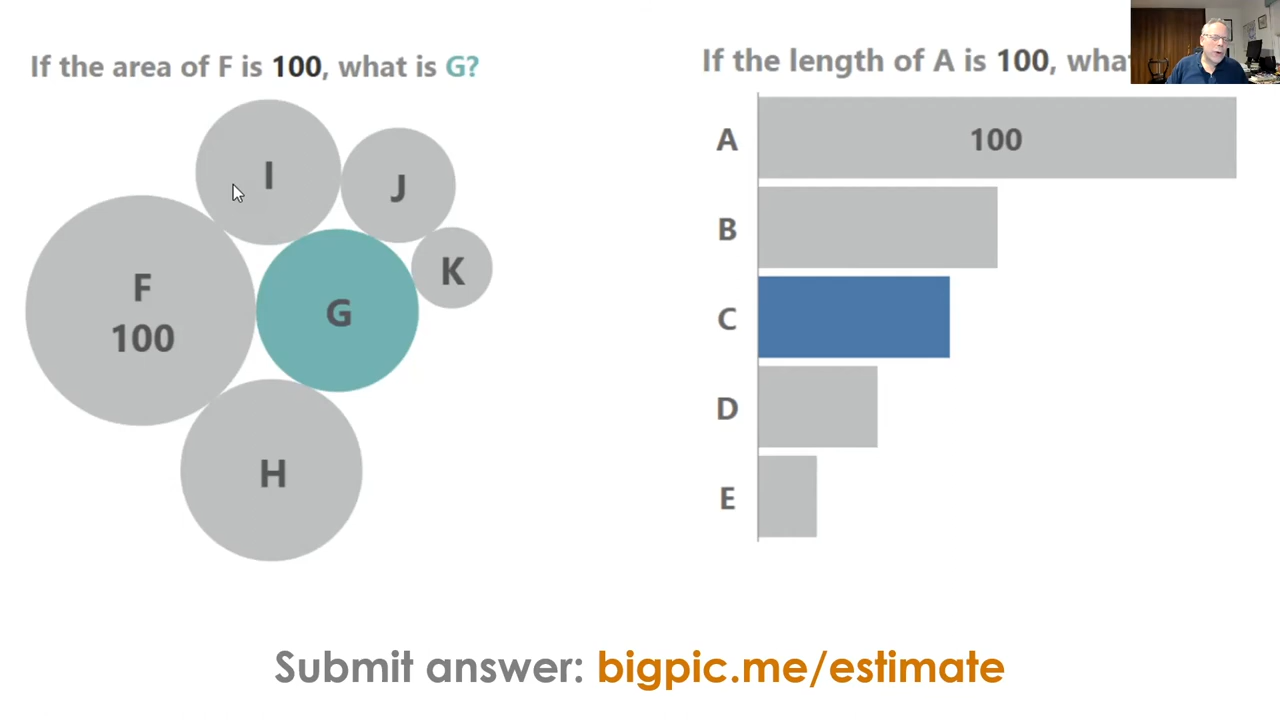 If the area of F is 100, what is G?
I
J
K
F
100
G
H
If the length of A is 100, wha
A
100
B
C
D
E
Submit answer: bigpic.me/estimate